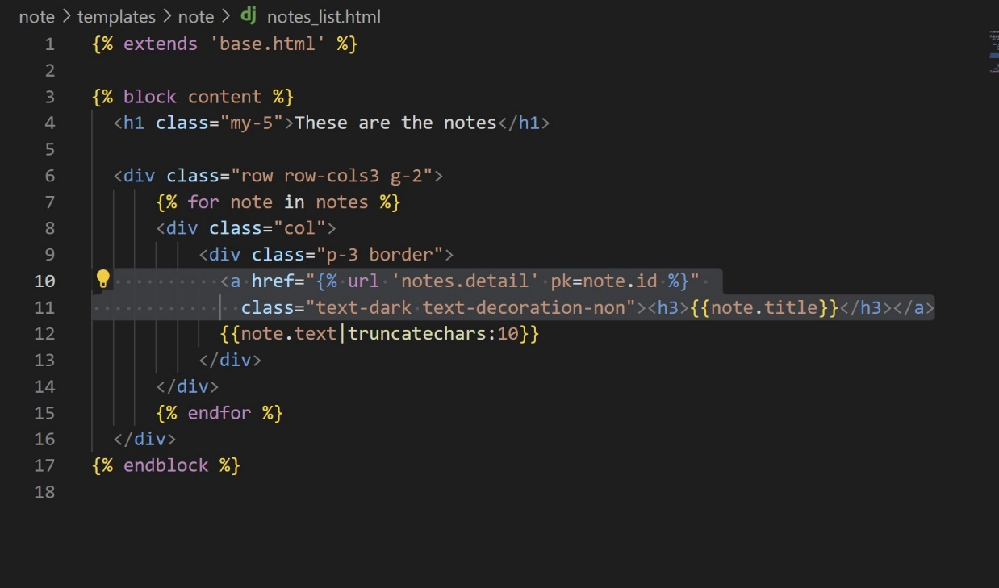 note > templates > note > dj notes_list.html
1 {% extends 'base.html' %}
2
3 {% block content %}
4 <h1 class="my-5">These are the notes</h1>
5
6 <div class="row row-cols3 g-2">
7 {% for note in notes %}
8 <div class="col">
9 <div class="p-3 border">
10 <a href="{% url 'notes.detail' pk=note.id %}"
11 class="text-dark text-decoration-non"><h3>{{note.title}}</h3></a>
12 {{note.text|truncatechars:10}}
13 </div>
14 </div>
15 {% endfor %}
16 </div>
17 {% endblock %}
18